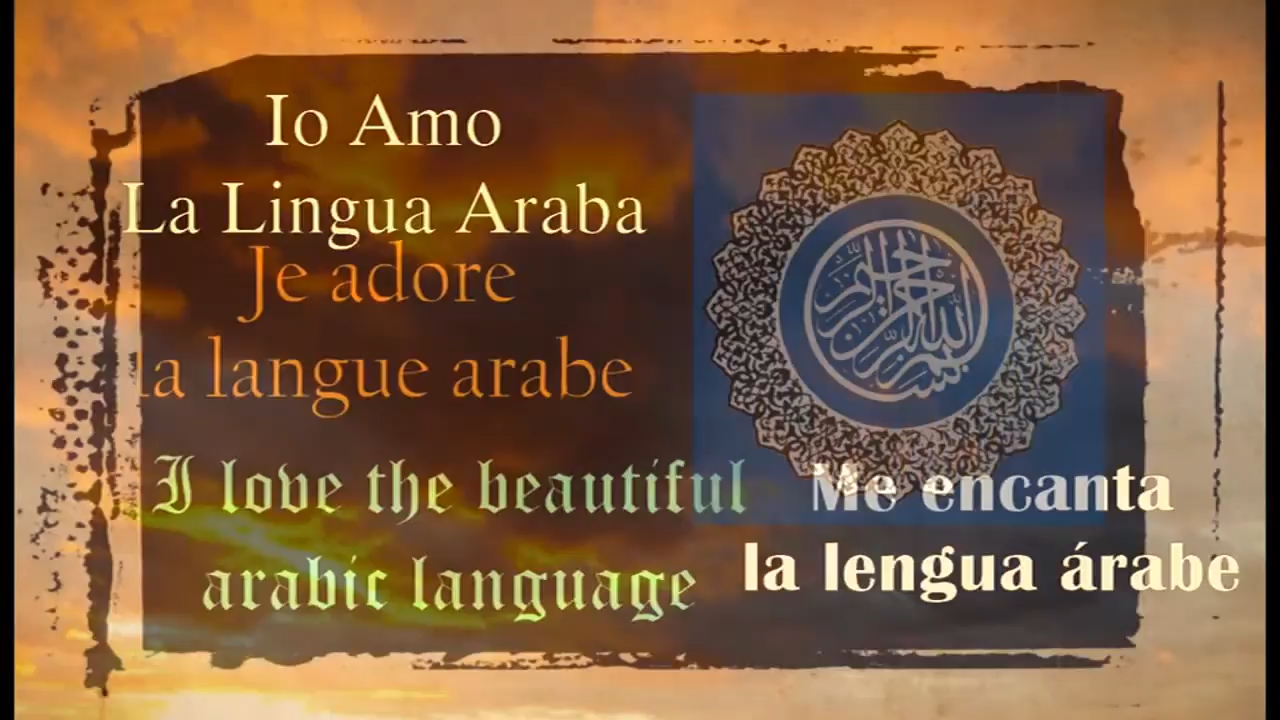 Io Amo
La Lingua Araba
Je adore
la langue arabe
I love the beautiful
arabic language
بسم الله الرحمن الرحيم
Me encanta
la lengua árabe